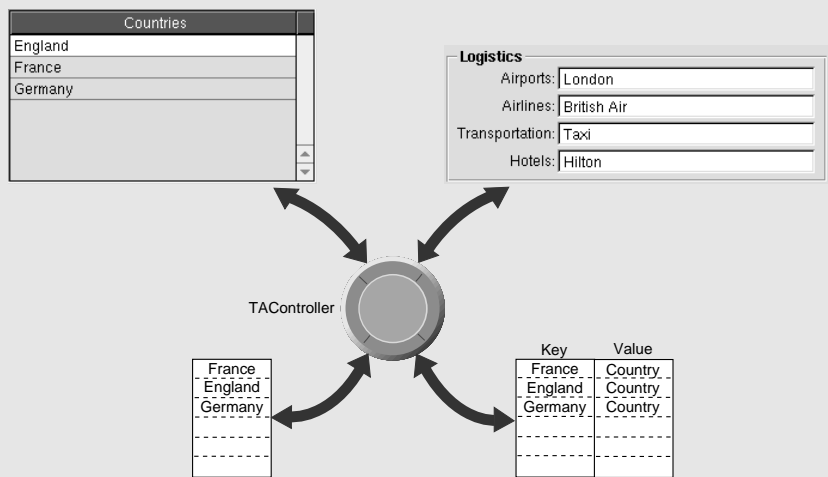 Countries
England
France
Germany
Logistics
Airports: London
Airlines: British Air
Transportation: Taxi
Hotels: Hilton
TAController
France
England
Germany
Key Value
France Country
England Country
Germany Country